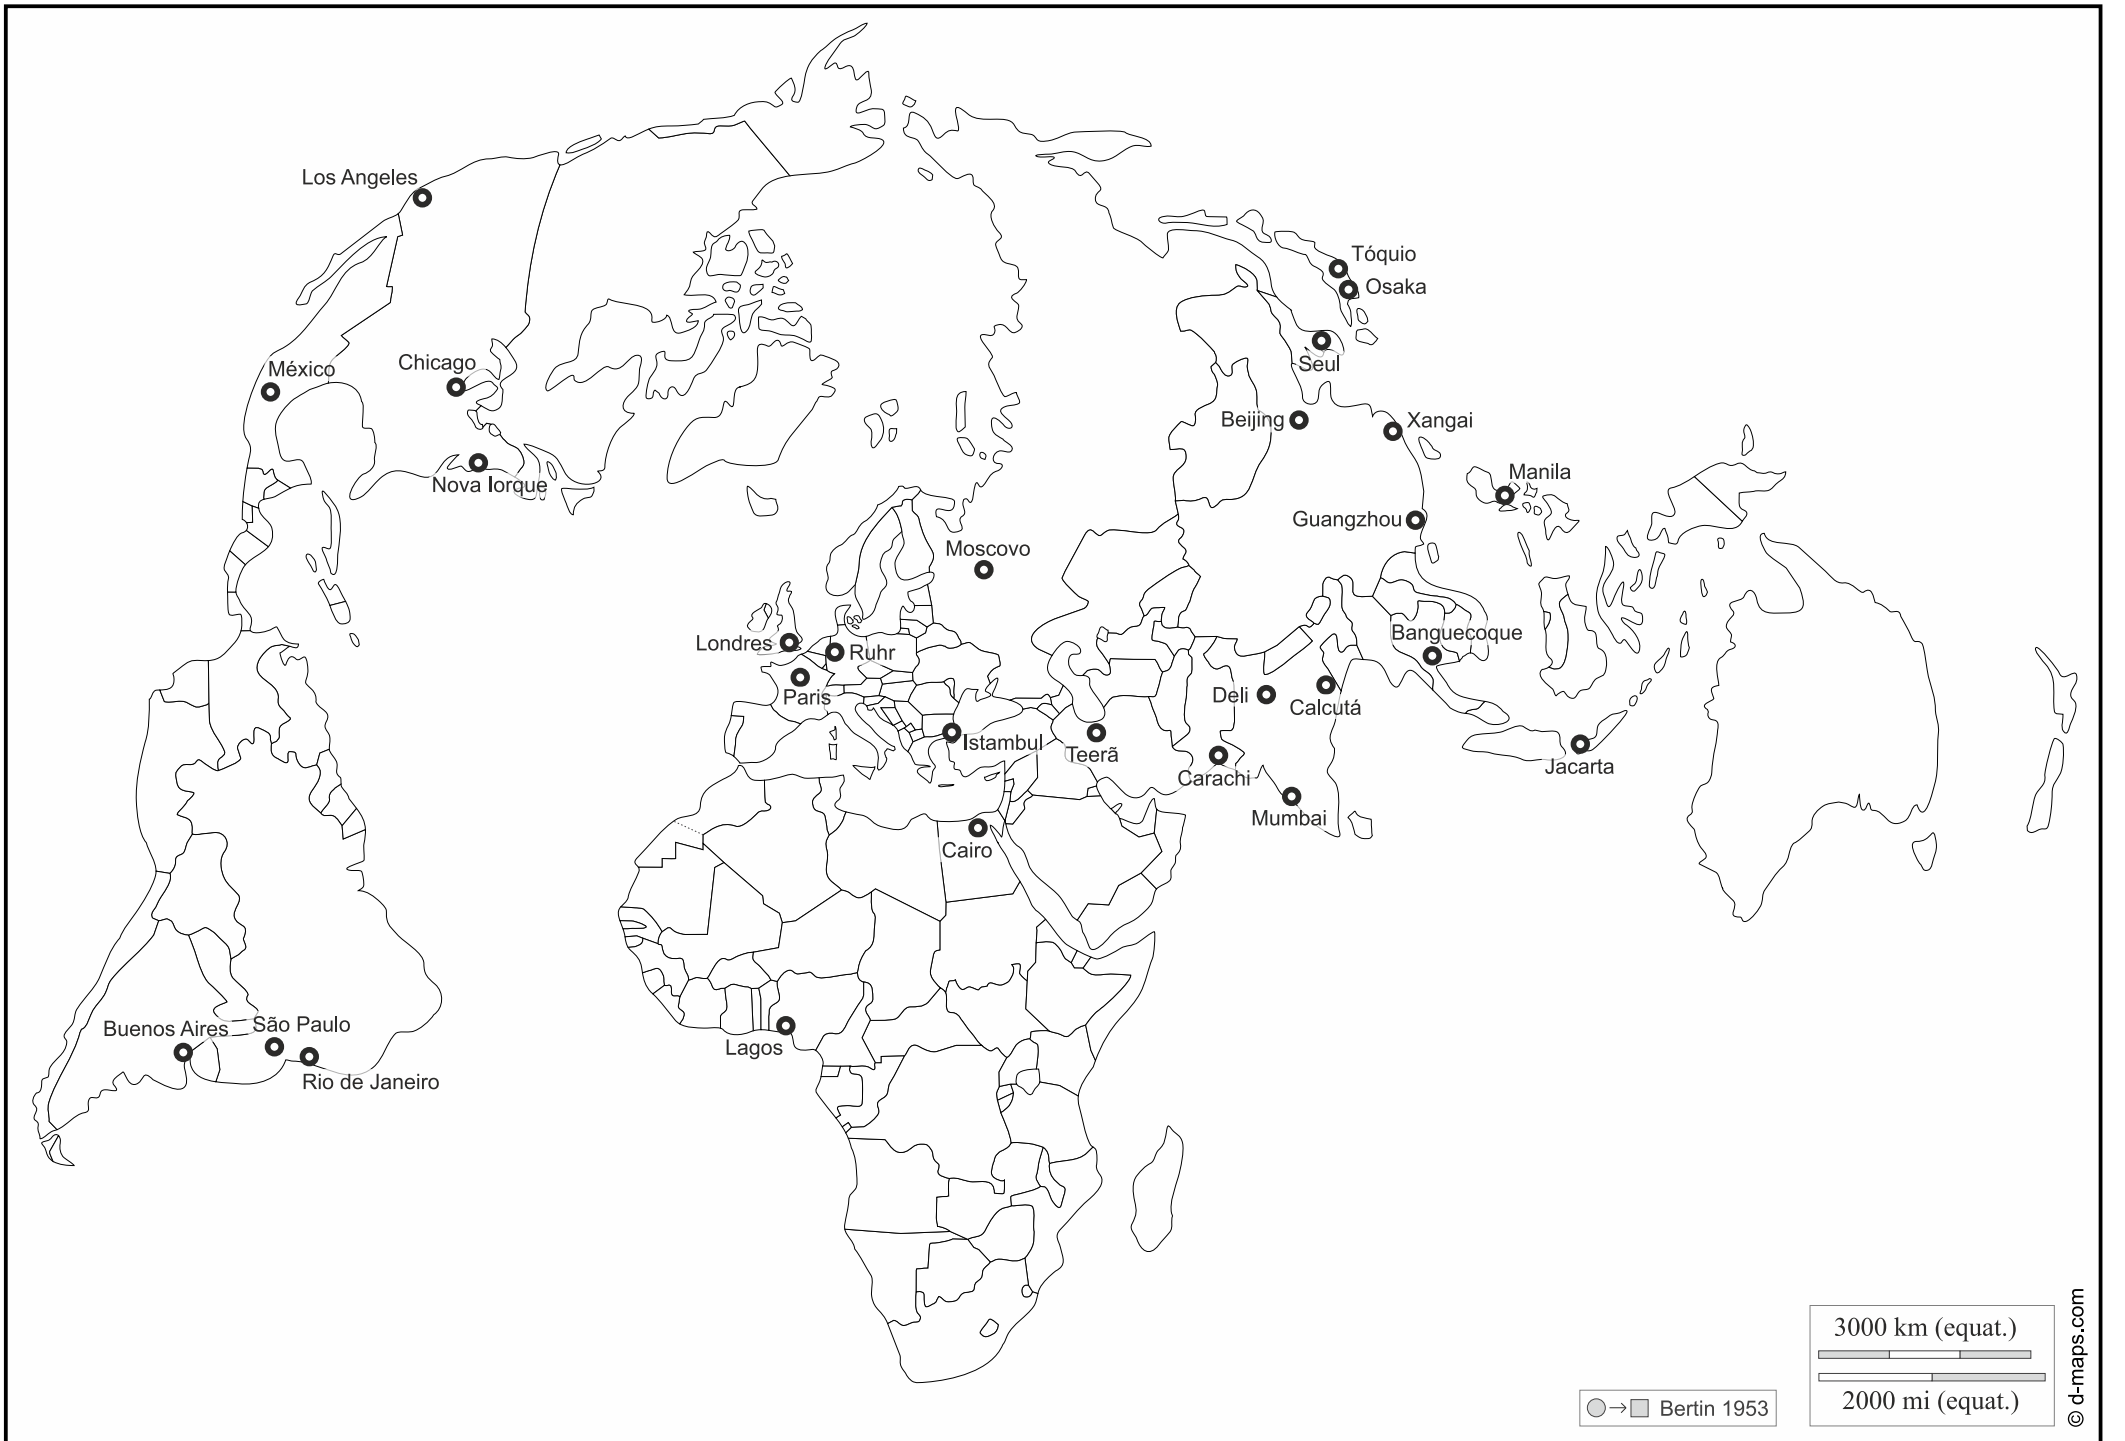 Los Angeles
Tóquio
Osaka
México
Chicago
Seul
Beijing
Xangai
Nova Iorque
Manila
Guangzhou
Moscovo
Londres
Ruhr
Paris
Banguecoque
Deli
Calcutá
Istambul
Teerã
Carachi
Jacarta
Mumbai
Cairo
Buenos Aires
São Paulo
Lagos
Rio de Janeiro
3000 km (equat.)
2000 mi (equat.)
Bertin 1953
© d-maps.com